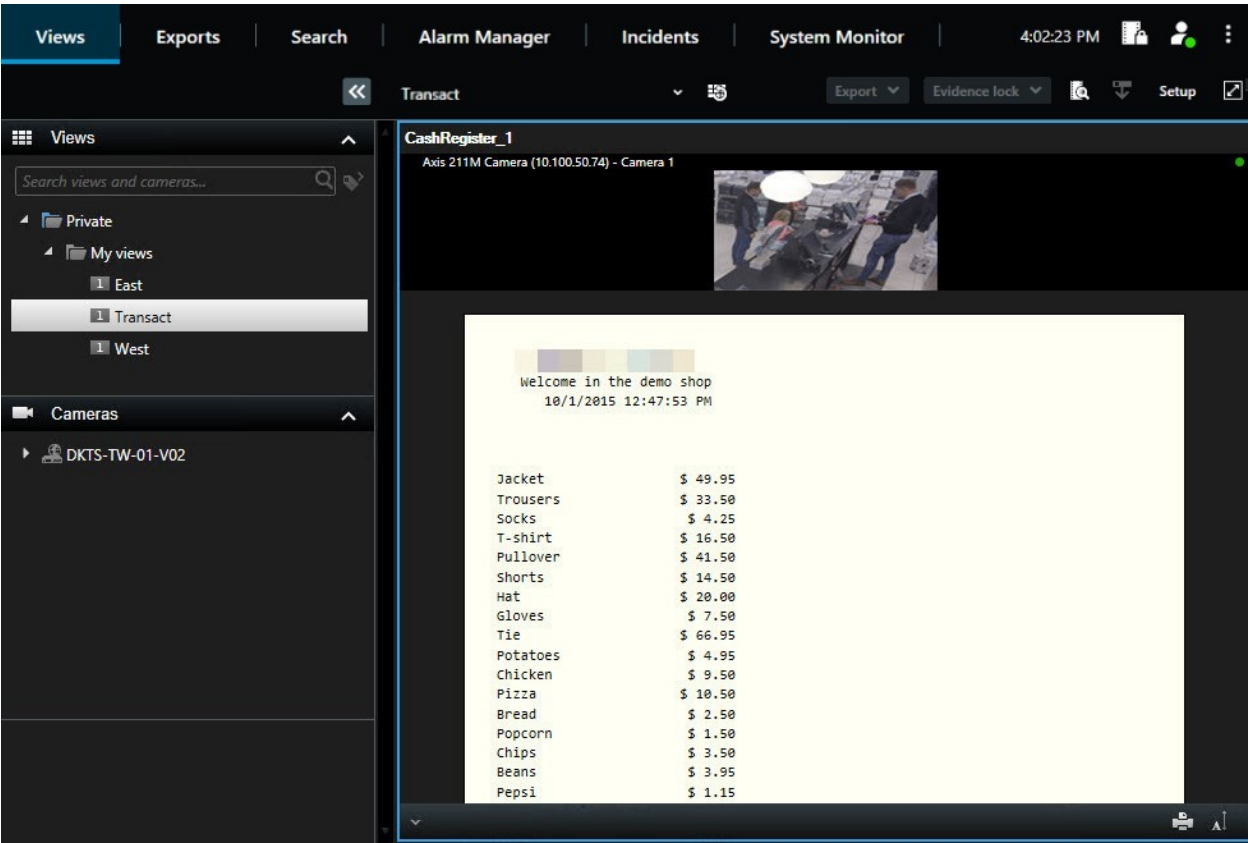 Views Exports Search Alarm Manager Incidents System Monitor 4:02:23 PM
Transact Export Evidence lock Setup
Views
Search views and cameras...
Private
My views
1 East
1 Transact
1 West
Cameras
DKTS-TW-01-V02
CashRegister_1
Axis 211M Camera (10.100.50.74) - Camera 1
Welcome in the demo shop
10/1/2015 12:47:53 PM
Jacket $ 49.95
Trousers $ 33.50
Socks $ 4.25
T-shirt $ 16.50
Pullover $ 41.50
Shorts $ 14.50
Hat $ 20.00
Gloves $ 7.50
Tie $ 66.95
Potatoes $ 4.95
Chicken $ 9.50
Pizza $ 10.50
Bread $ 2.50
Popcorn $ 1.50
Chips $ 3.50
Beans $ 3.95
Pepsi $ 1.15
A